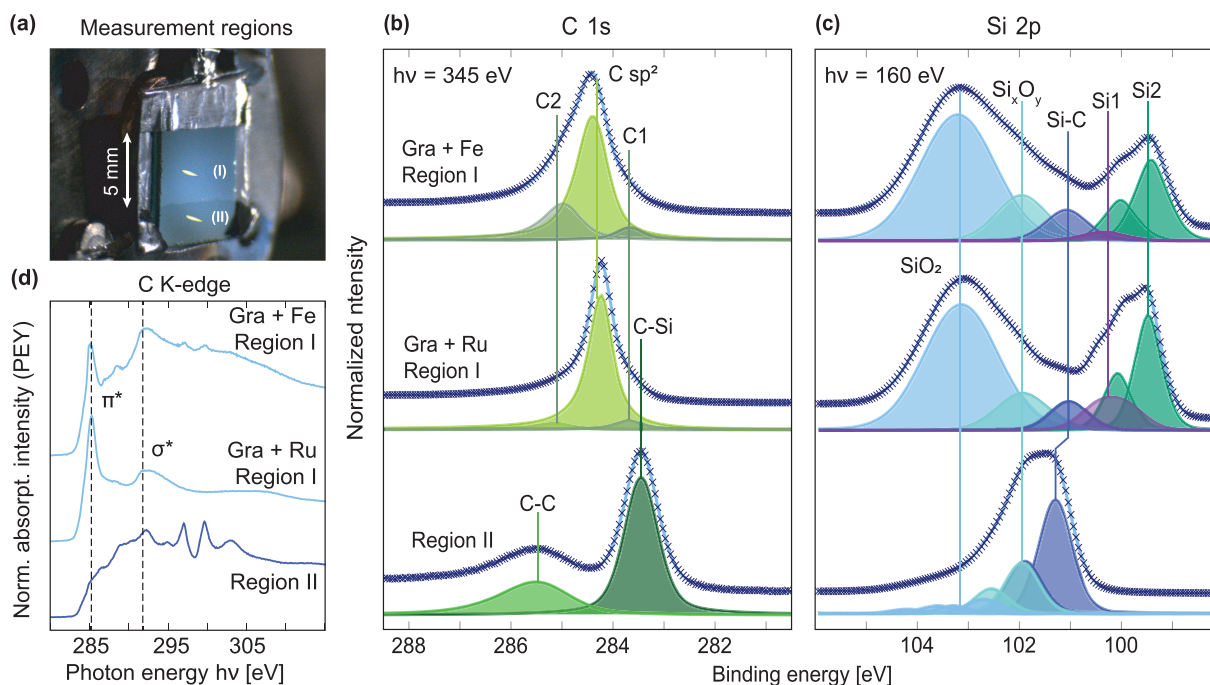 (a) Measurement regions
5 mm
(I)
(II)
(b) C 1s
hν = 345 eV
C sp²
C2
C1
Gra + Fe
Region I
Gra + Ru
Region I
C-Si
C-C
Region II
288 286 284 282
Normalized ntensity
(c) Si 2p
hν = 160 eV
SiₓOᵧ
Si-C
Si1
Si2
SiO₂
104 102 100
Binding energy [eV]
(d) C K-edge
Gra + Fe
Region I
π*
σ*
Gra + Ru
Region I
Region II
285 295 305
Photon energy hν [eV]
Norm. absorpt. intensity (PEY)